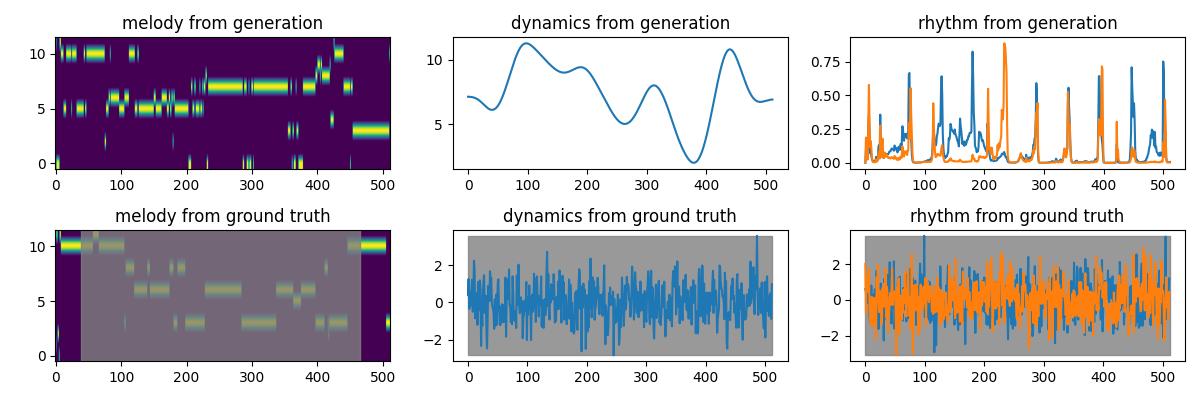 melody from generation
10
5
0
0 100 200 300 400 500
dynamics from generation
10
5
0 100 200 300 400 500
rhythm from generation
0.75
0.50
0.25
0.00
0 100 200 300 400 500
melody from ground truth
10
5
0
0 100 200 300 400 500
dynamics from ground truth
2
0
−2
0 100 200 300 400 500
rhythm from ground truth
2
0
−2
0 100 200 300 400 500